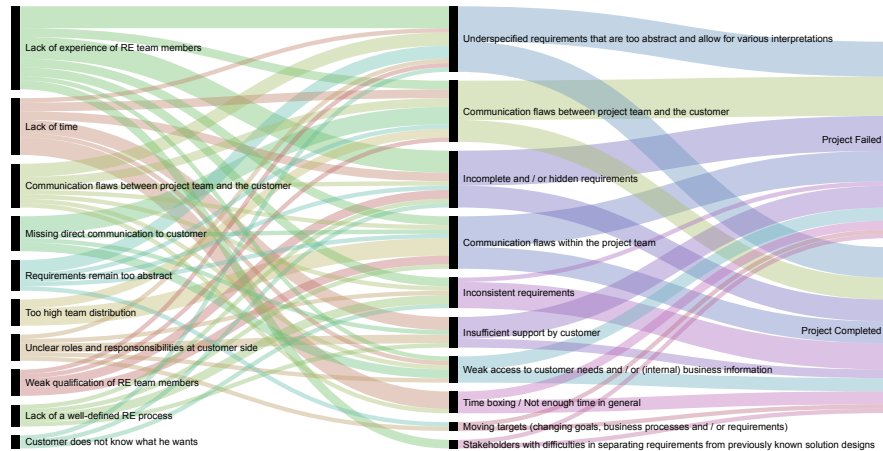 Lack of experience of RE team members
Lack of time
Communication flaws between project team and the customer
Missing direct communication to customer
Requirements remain too abstract
Too high team distribution
Unclear roles and responsonsibilities at customer side
Weak qualification of RE team members
Lack of a well-defined RE process
Customer does not know what he wants
Underspecified requirements that are too abstract and allow for various interpretations
Communication flaws between project team and the customer
Incomplete and / or hidden requirements
Communication flaws within the project team
Inconsistent requirements
Insufficient support by customer
Weak access to customer needs and / or (internal) business information
Time boxing / Not enough time in general
Moving targets (changing goals, business processes and / or requirements)
Stakeholders with difficulties in separating requirements from previously known solution designs
Project Failed
Project Completed